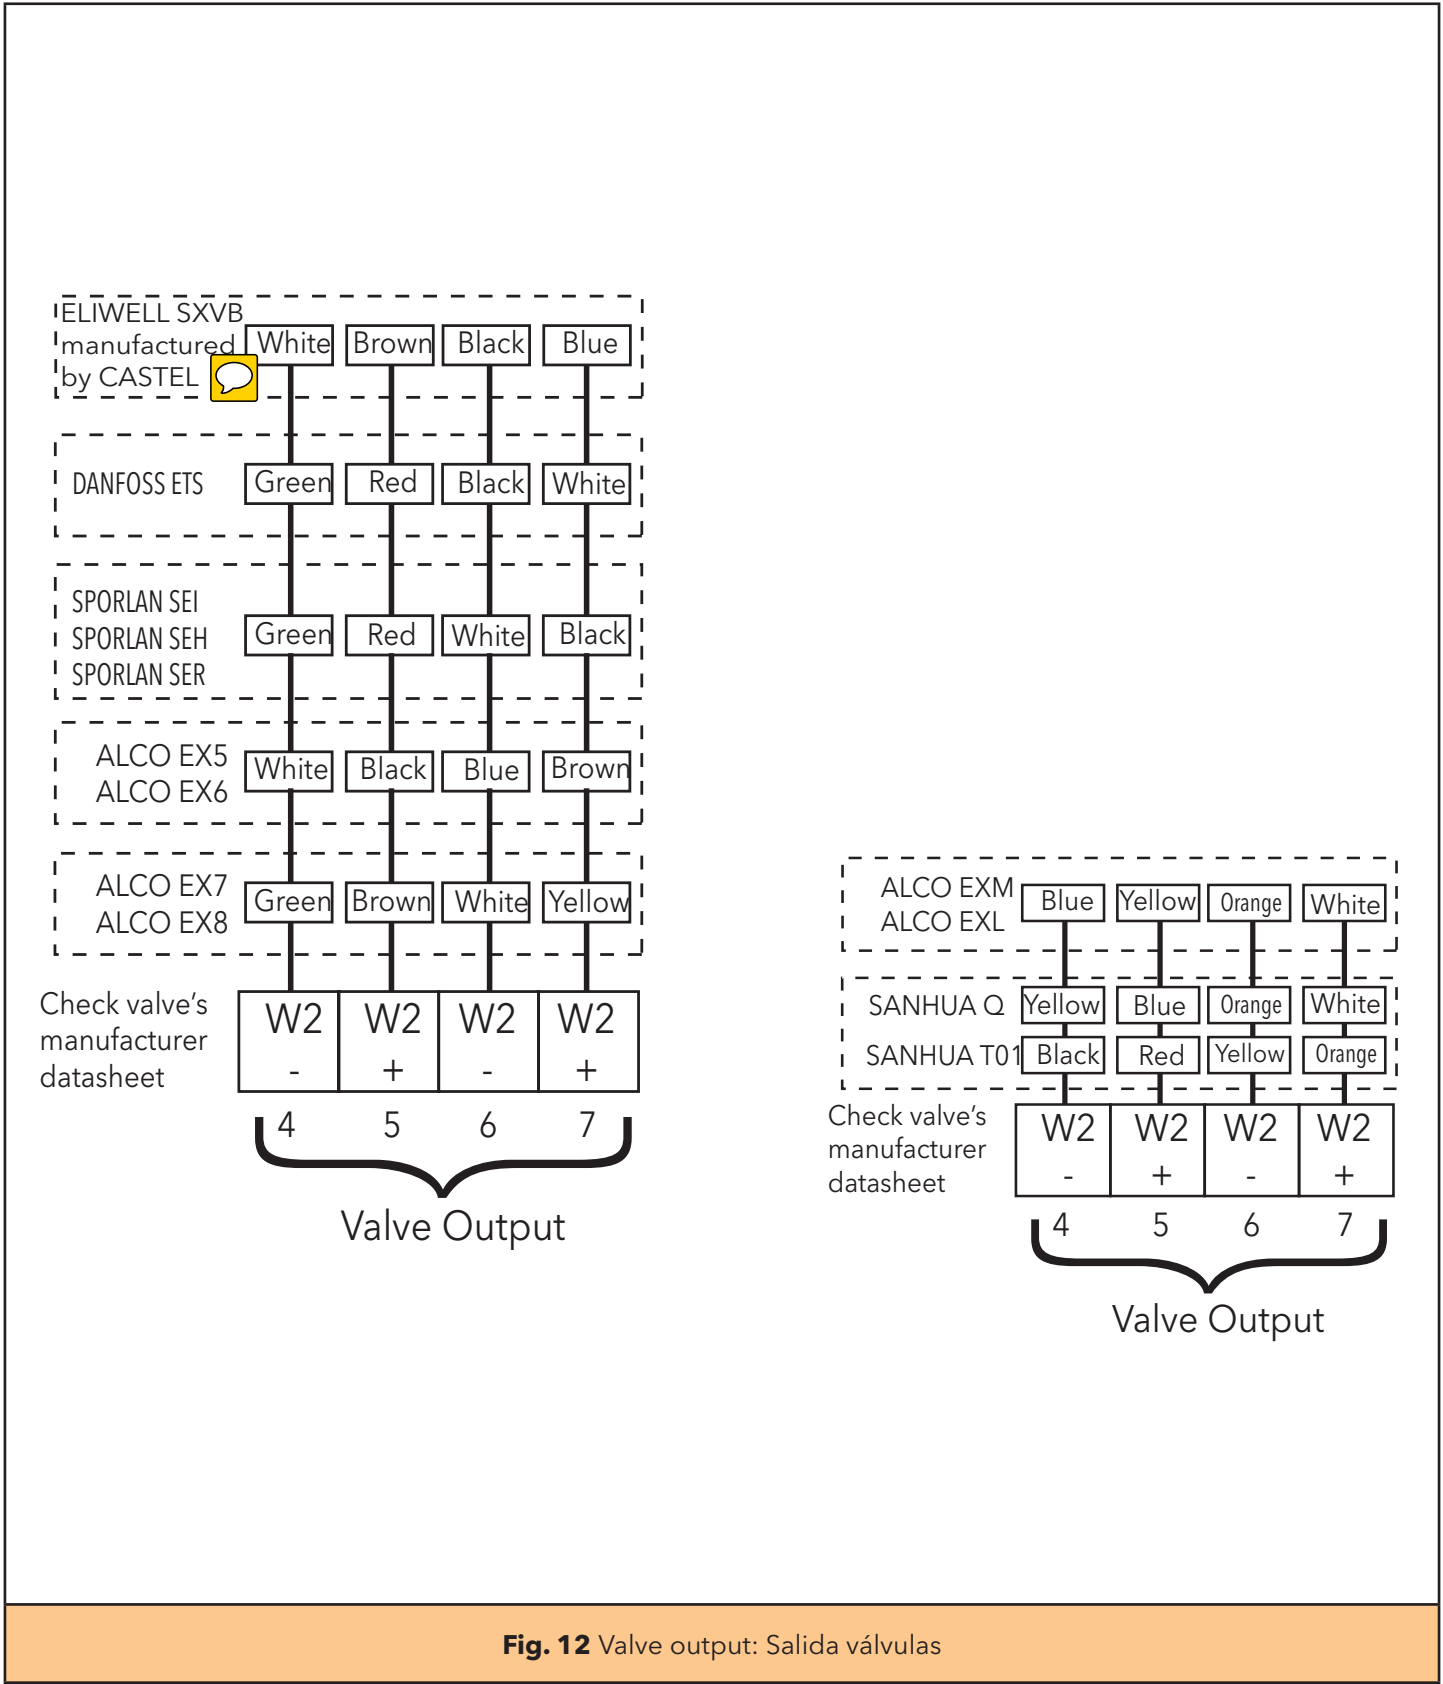 ELIWELL SXVB
manufactured
by CASTEL
White Brown Black Blue
DANFOSS ETS
Green Red Black White
SPORLAN SEI
SPORLAN SEH
SPORLAN SER
Green Red White Black
ALCO EX5
ALCO EX6
White Black Blue Brown
ALCO EX7
ALCO EX8
Green Brown White Yellow
Check valve's
manufacturer
datasheet
W2 W2 W2 W2
- + - +
4 5 6 7
Valve Output
ALCO EXM
ALCO EXL
Blue Yellow Orange White
SANHUA Q Yellow Blue Orange White
SANHUA T01 Black Red Yellow Orange
Check valve's
manufacturer
datasheet
W2 W2 W2 W2
- + - +
4 5 6 7
Valve Output
Fig. 12 Valve output: Salida válvulas